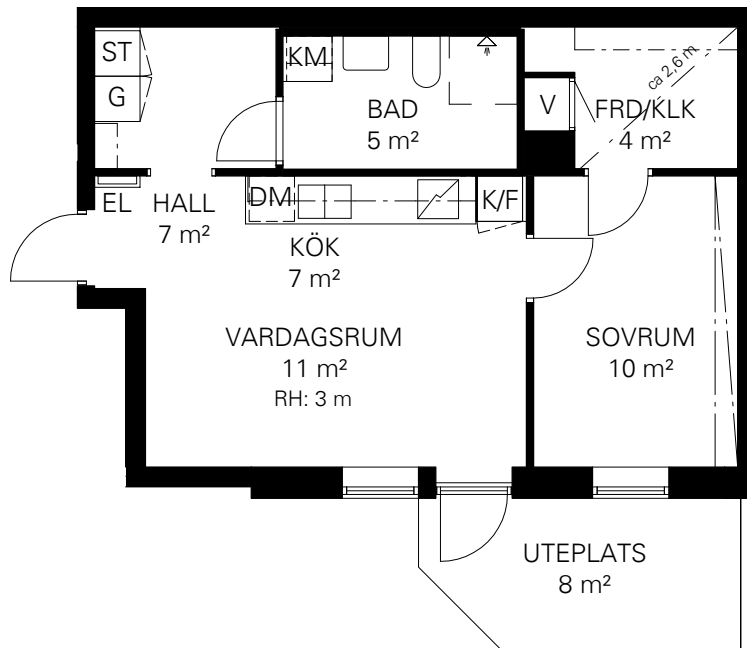 ST
G
KM
BAD
5 m²
V
ca 2,6 m
FRD/KLK
4 m²
EL
HALL
7 m²
DM
K/F
KÖK
7 m²
VARDAGSRUM
11 m²
RH: 3 m
SOVRUM
10 m²
UTEPLATS
8 m²